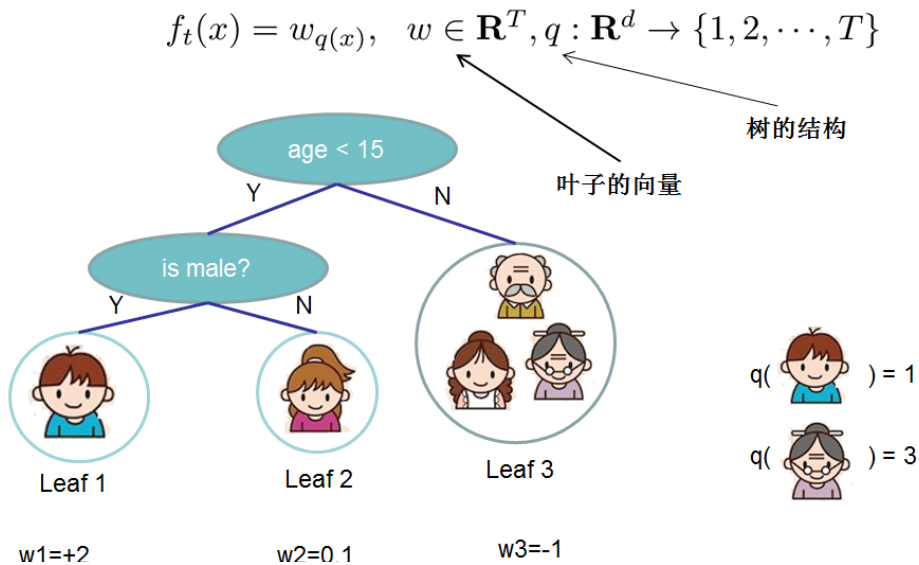 f_t(x) = w_{q(x)}, w ∈ R^T, q : R^d → {1, 2, ⋯, T}
树的结构
叶子的向量
age < 15
Y
N
is male?
Y
N
q( ) = 1
q( ) = 3
Leaf 1
Leaf 2
Leaf 3
w1=+2
w2=0.1
w3=-1